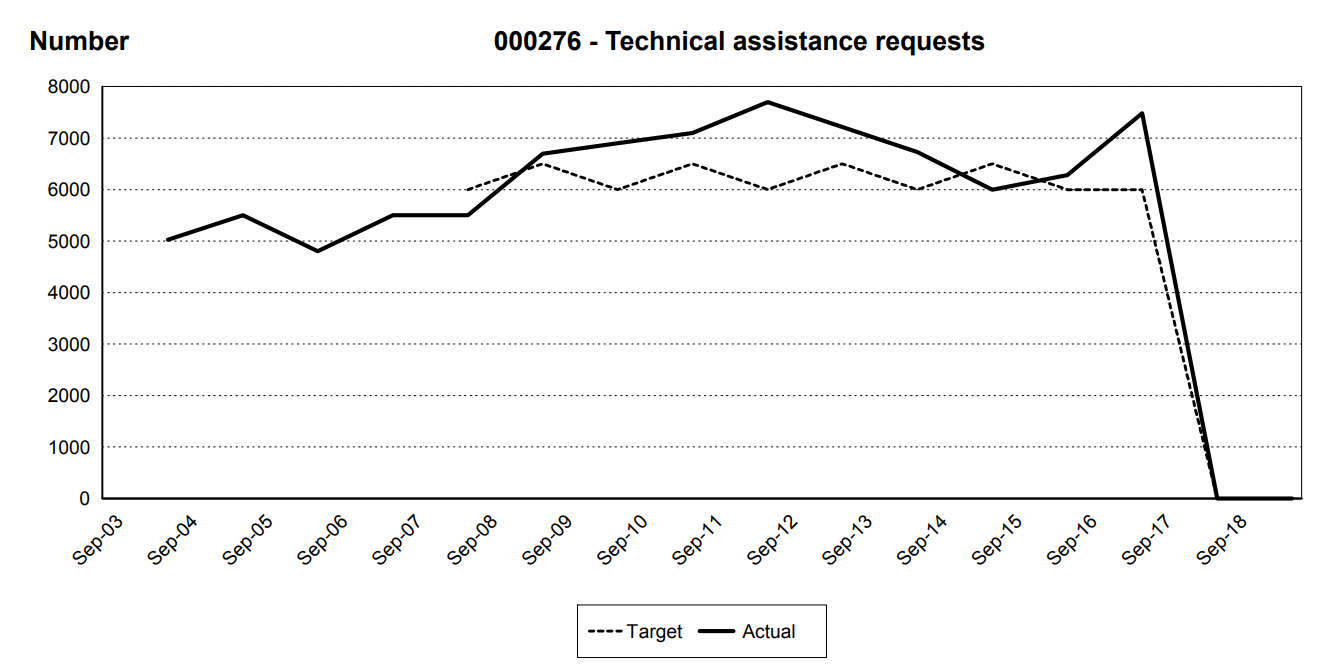 Number
000276 - Technical assistance requests
8000
7000
6000
5000
4000
3000
2000
1000
0
Sep-03
Sep-04
Sep-05
Sep-06
Sep-07
Sep-08
Sep-09
Sep-10
Sep-11
Sep-12
Sep-13
Sep-14
Sep-15
Sep-16
Sep-17
Sep-18
Target Actual